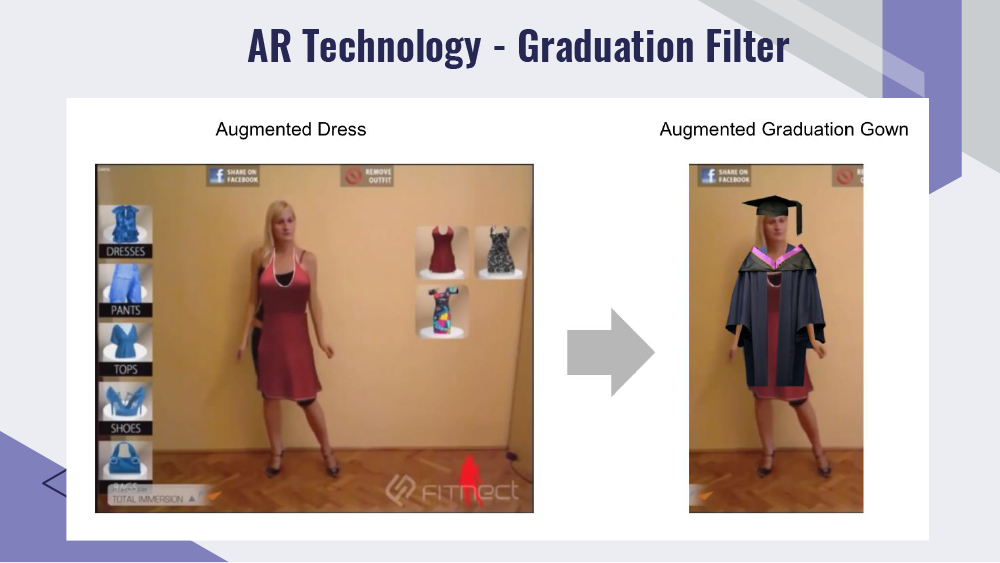 AR Technology - Graduation Filter
Augmented Dress
Augmented Graduation Gown
SHARE ON
FACEBOOK
REMOVE
OUTFIT
DRESSES
PANTS
TOPS
SHOES
TOTAL IMMERSION
FITnect
SHARE ON
FACEBOOK